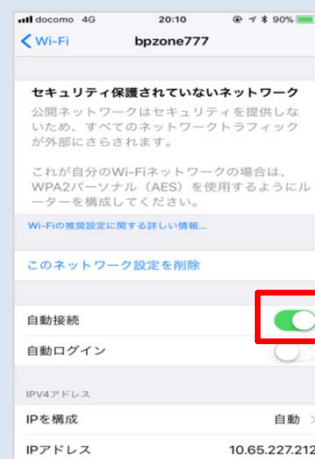 docomo 4G 20:10 90%
Wi-Fi bpzone777
セキュリティ保護されていないネットワーク
公開ネットワークはセキュリティを提供しな
いため、すべてのネットワークトラフィック
が外部にさらされます。
これが自分のWi-Fiネットワークの場合は、
WPA2パーソナル（AES）を使用するようにル
ーターを構成してください。
Wi-Fiの推奨設定に関する詳しい情報...
このネットワーク設定を削除
自動接続
自動ログイン
IPV4アドレス
IPを構成 自動
IPアドレス 10.65.227.212